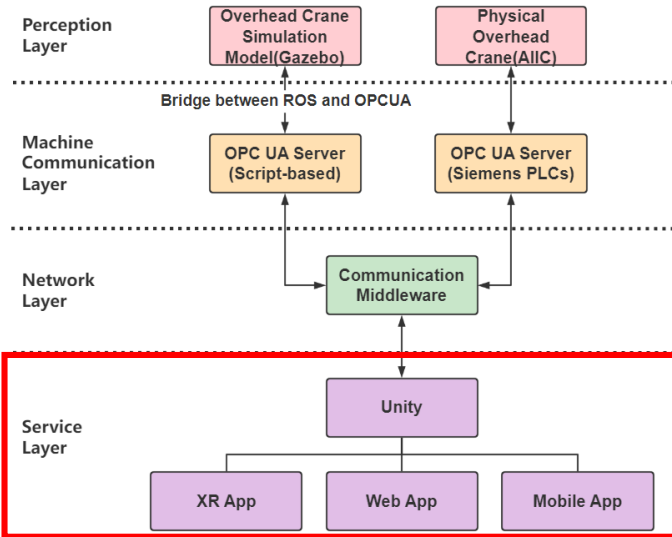 Perception
Layer
Overhead Crane
Simulation
Model(Gazebo)
Physical
Overhead
Crane(AIIC)
Bridge between ROS and OPCUA
Machine
Communication
Layer
OPC UA Server
(Script-based)
OPC UA Server
(Siemens PLCs)
Network
Layer
Communication
Middleware
Service
Layer
Unity
XR App
Web App
Mobile App